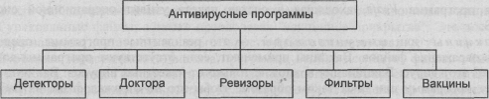 Антивирусные программы
Детекторы
Доктора
Ревизоры
Фильтры
Вакцины